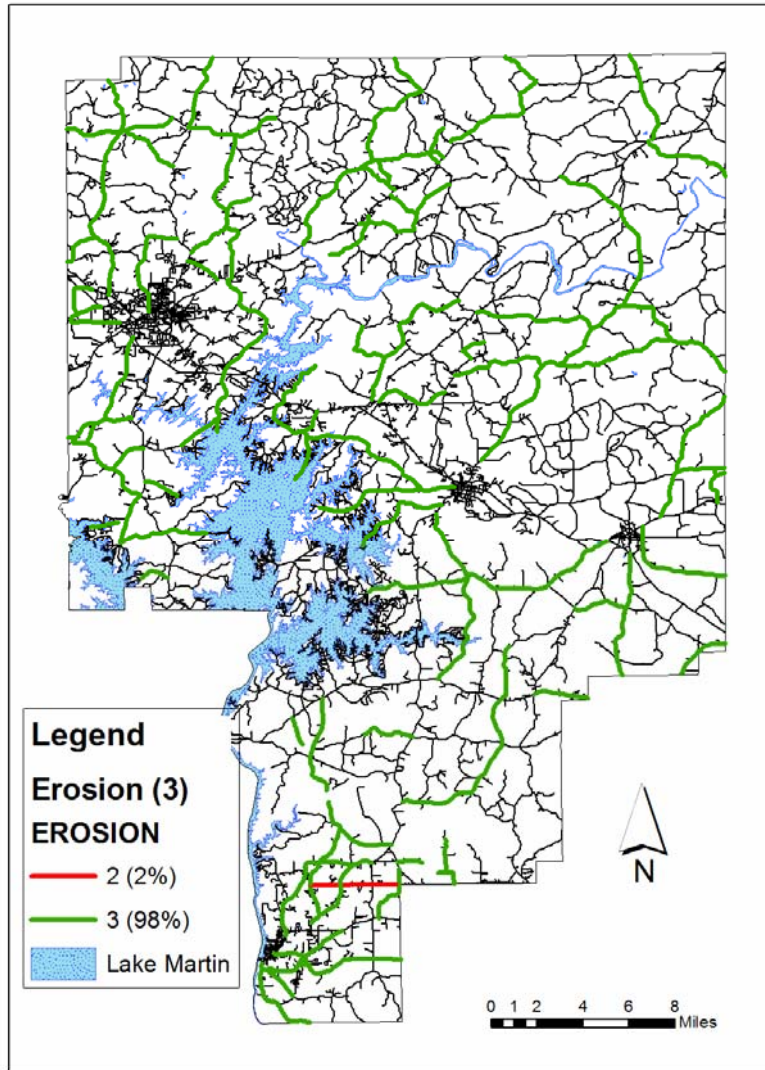 Legend
Erosion (3)
EROSION
2 (2%)
3 (98%)
Lake Martin
N
0 1 2 4 6 8
Miles